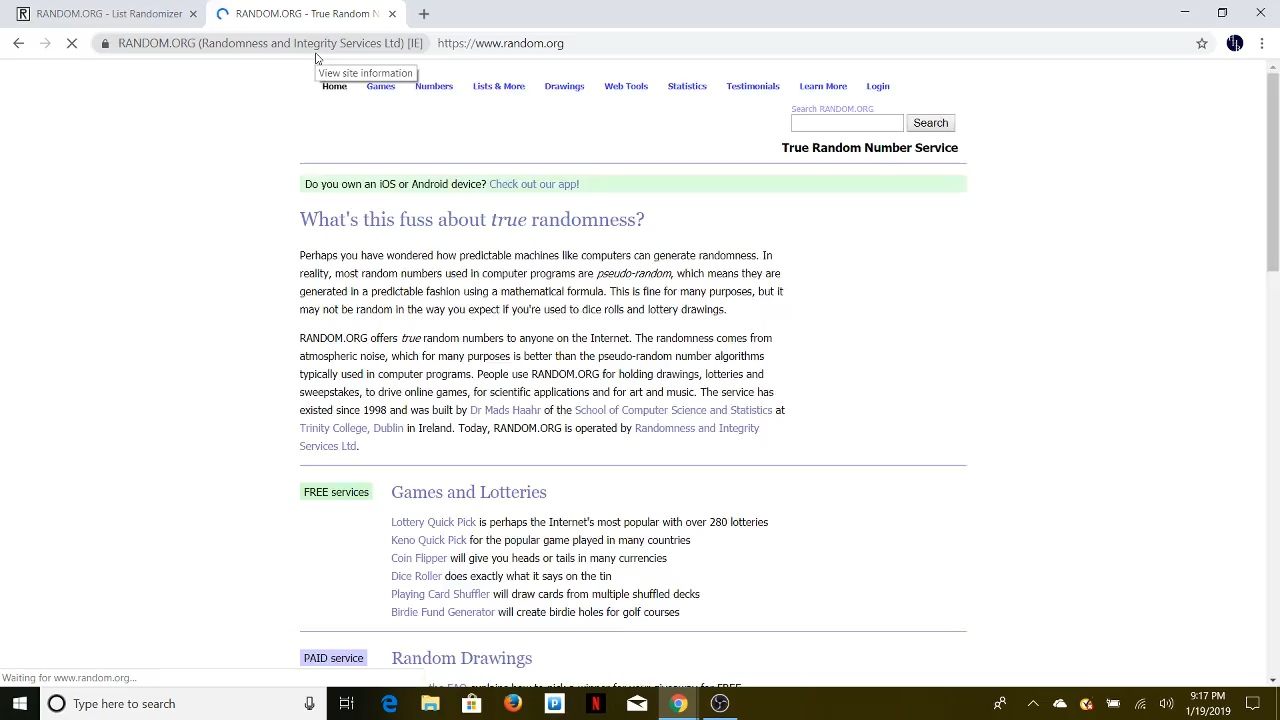 RANDOM.ORG - List Randomizer
RANDOM.ORG - True Random N
RANDOM.ORG (Randomness and Integrity Services Ltd) [IE]
https://www.random.org
View site information
Home Games Numbers Lists & More Drawings Web Tools Statistics Testimonials Learn More Login
Search RANDOM.ORG
Search
True Random Number Service
Do you own an iOS or Android device? Check out our app!
What's this fuss about true randomness?
Perhaps you have wondered how predictable machines like computers can generate randomness. In
reality, most random numbers used in computer programs are pseudo-random, which means they are
generated in a predictable fashion using a mathematical formula. This is fine for many purposes, but it
may not be random in the way you expect if you're used to dice rolls and lottery drawings.
RANDOM.ORG offers true random numbers to anyone on the Internet. The randomness comes from
atmospheric noise, which for many purposes is better than the pseudo-random number algorithms
typically used in computer programs. People use RANDOM.ORG for holding drawings, lotteries and
sweepstakes, to drive online games, for scientific applications and for art and music. The service has
existed since 1998 and was built by Dr Mads Haahr of the School of Computer Science and Statistics at
Trinity College, Dublin in Ireland. Today, RANDOM.ORG is operated by Randomness and Integrity
Services Ltd.
FREE services
Games and Lotteries
Lottery Quick Pick is perhaps the Internet's most popular with over 280 lotteries
Keno Quick Pick for the popular game played in many countries
Coin Flipper will give you heads or tails in many currencies
Dice Roller does exactly what it says on the tin
Playing Card Shuffler will draw cards from multiple shuffled decks
Birdie Fund Generator will create birdie holes for golf courses
PAID service
Random Drawings
Waiting for www.random.org...
Type here to search
9:17 PM
1/19/2019